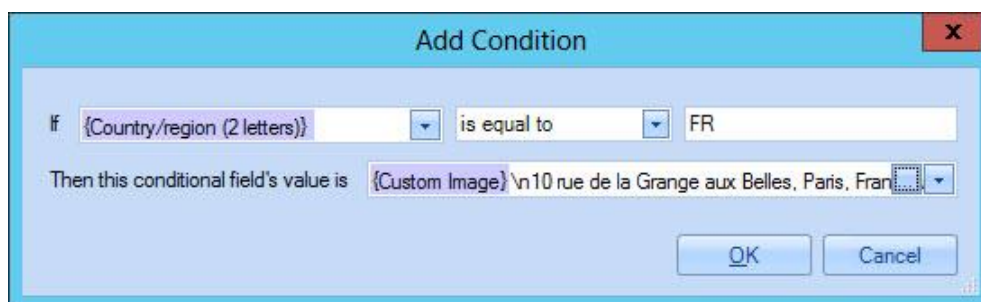 Add Condition
x
If {Country/region (2 letters)} is equal to FR
Then this conditional field's value is {Custom Image} \n10 rue de la Grange aux Belles, Paris, Fran ...
OK Cancel